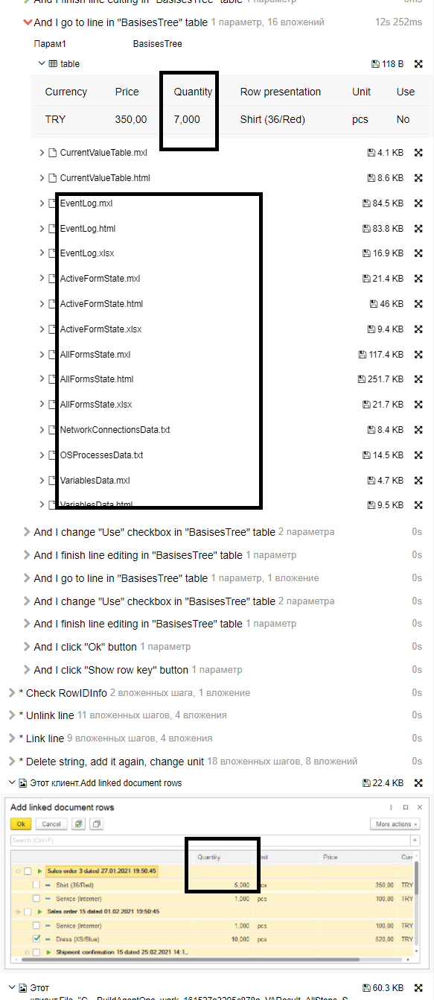 And I finish line editing in "BasisesTree" table 1 параметр 0ms
And I go to line in "BasisesTree" table 1 параметр, 16 вложений 12s 252ms
Парам1 BasisesTree
table 118 B
Currency Price Quantity Row presentation Unit Use
TRY 350,00 7,000 Shirt (36/Red) pcs No
CurrentValueTable.mxl 4.1 KB
CurrentValueTable.html 8.6 KB
EventLog.mxl 84.5 KB
EventLog.html 83.8 KB
EventLog.xlsx 16.9 KB
ActiveFormState.mxl 21.4 KB
ActiveFormState.html 46 KB
ActiveFormState.xlsx 9.4 KB
AllFormsState.mxl 117.4 KB
AllFormsState.html 251.7 KB
AllFormsState.xlsx 21.7 KB
NetworkConnectionsData.txt 8.4 KB
OSProcessesData.txt 14.5 KB
VariablesData.mxl 4.7 KB
VariablesData.html 9.5 KB
And I change "Use" checkbox in "BasisesTree" table 2 параметра 0s
And I finish line editing in "BasisesTree" table 1 параметр 0s
And I go to line in "BasisesTree" table 1 параметр, 1 вложение 0s
And I change "Use" checkbox in "BasisesTree" table 2 параметра 0s
And I finish line editing in "BasisesTree" table 1 параметр 0s
And I click "Ok" button 1 параметр 0s
And I click "Show row key" button 1 параметр 0s
* Check RowIDInfo 2 вложенных шага, 1 вложение 0s
* Unlink line 11 вложенных шагов, 4 вложения 0s
* Link line 9 вложенных шагов, 4 вложения 0s
* Delete string, add it again, change unit 18 вложенных шагов, 8 вложений 0s
Этот клиент.Add linked document rows 22.4 KB
Add linked document rows
Ok Cancel More actions
Search (Ctrl+F)
Quantity Unit Price Curr
Sales order 3 dated 27.01.2021 19:50:45
Shirt (36/Red) 5,000 pcs 350,00 TRY
Service (Interner) 1,000 pcs 100,00 TRY
Sales order 15 dated 01.02.2021 19:50:45
Service (Interner) 1,000 pcs 100,00 TRY
Dress (XS/Blue) 10,000 pcs 520,00 TRY
Shipment confirmation 15 dated 25.02.2021 14:1...
Этот 60.3 KB